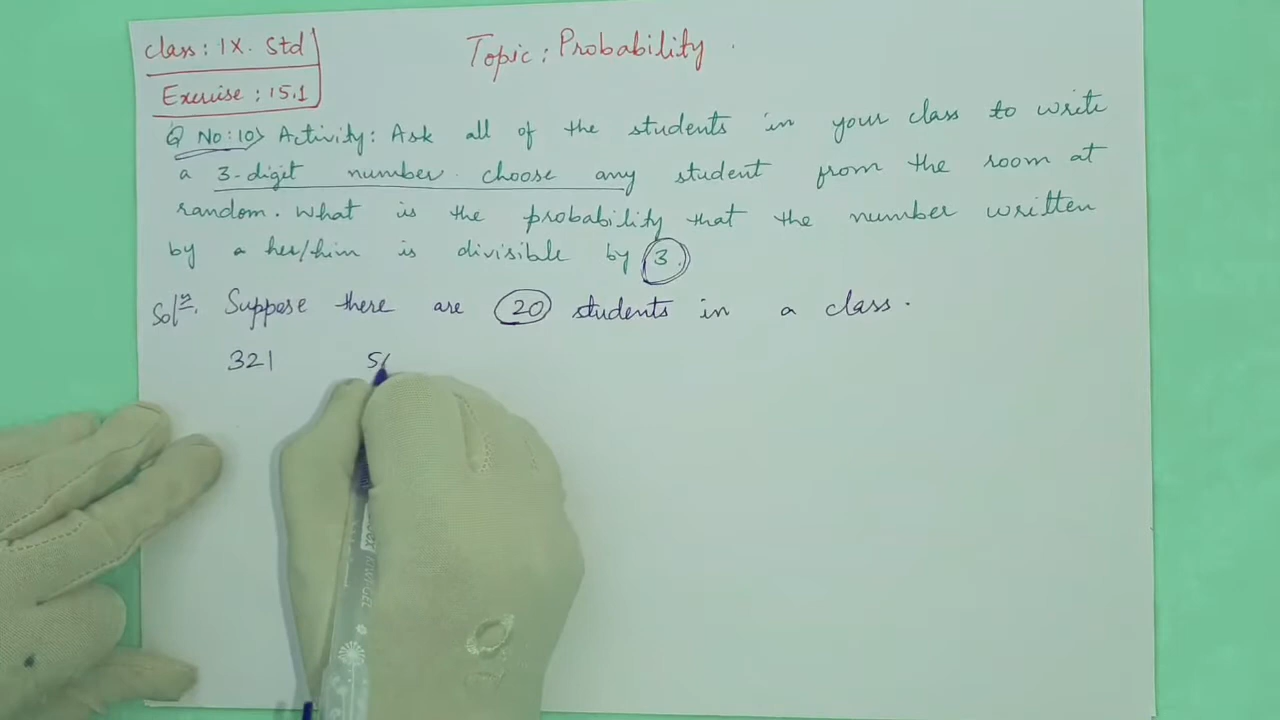 class: IX. Std
Topic: Probability.
Exercise: 15.1
Q No:10> Activity: Ask all of the students in your class to write
a 3-digit number. choose any student from the room at
random. What is the probability that the number written
by a her/him is divisible by 3.
Solⁿ. Suppose there are 20 students in a class.
321 5